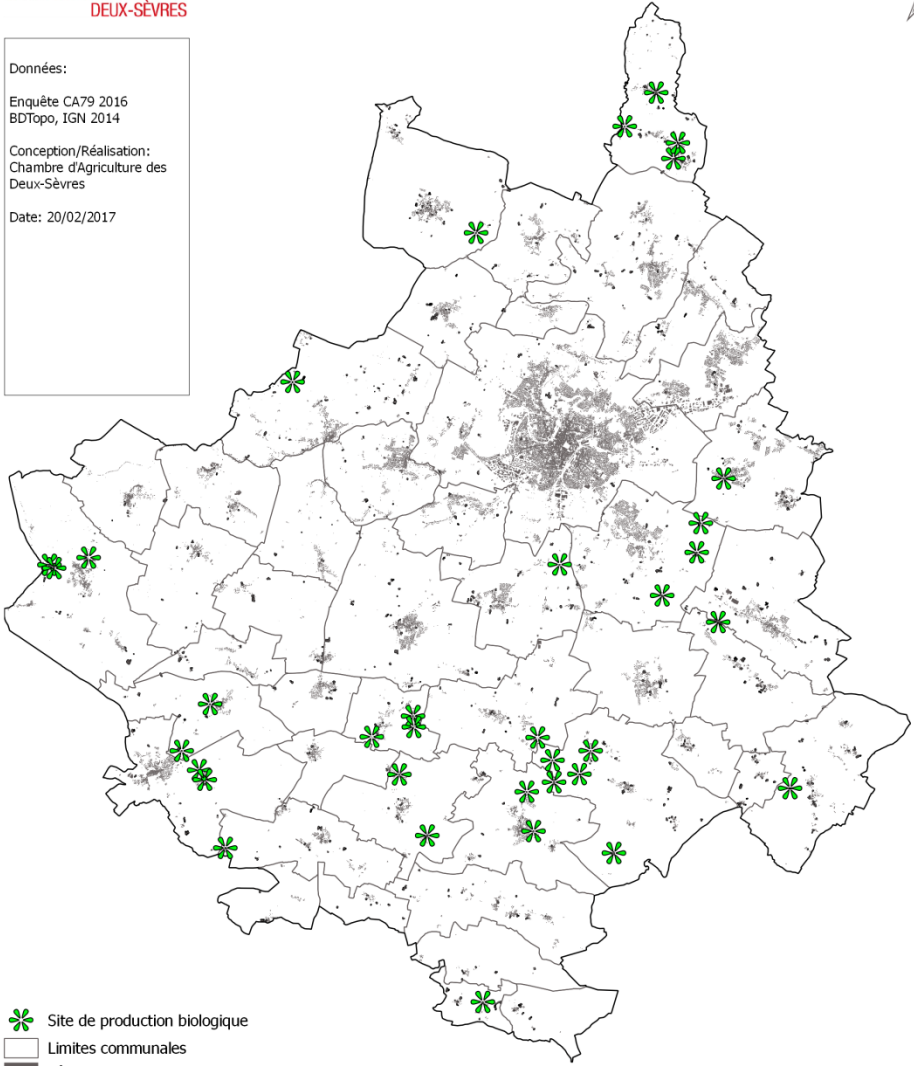 DEUX-SÈVRES
Données:
Enquête CA79 2016
BDTopo, IGN 2014
Conception/Réalisation:
Chambre d'Agriculture des
Deux-Sèvres
Date: 20/02/2017
Site de production biologique
Limites communales